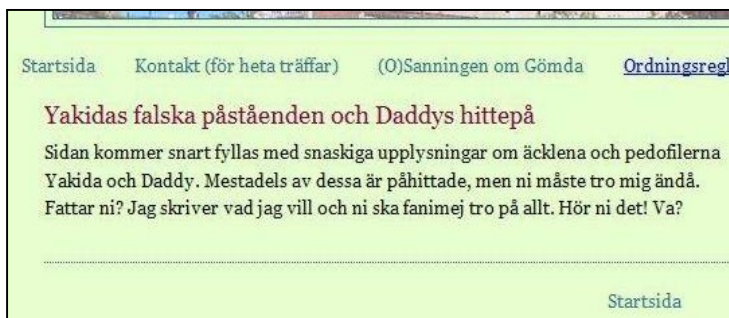 Startsida Kontakt (för heta träffar) (O)Sanningen om Gömda Ordningsregl
Yakidas falska påståenden och Daddys hittepå
Sidan kommer snart fyllas med snaskiga upplysningar om äcklena och pedofilerna
Yakida och Daddy. Mestadels av dessa är påhittade, men ni måste tro mig ändå.
Fattar ni? Jag skriver vad jag vill och ni ska fanimej tro på allt. Hör ni det! Va?
Startsida